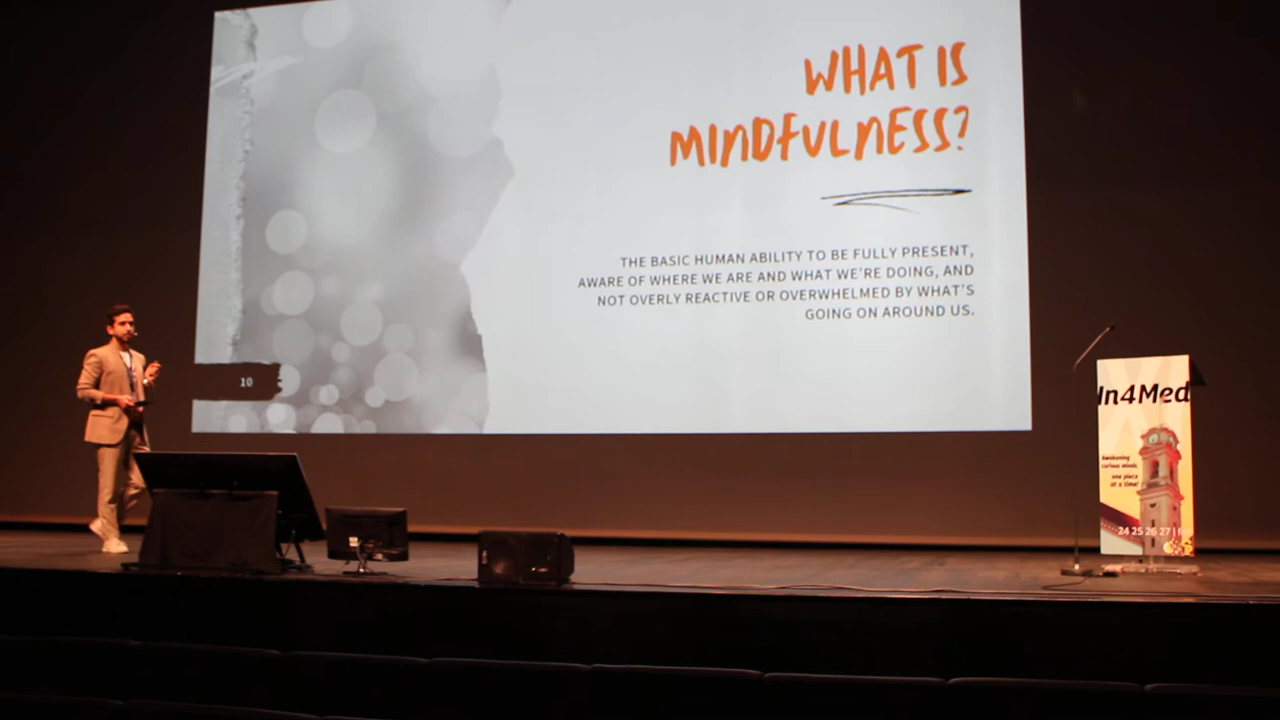 WHAT IS
MINDFULNESS?
THE BASIC HUMAN ABILITY TO BE FULLY PRESENT,
AWARE OF WHERE WE ARE AND WHAT WE'RE DOING, AND
NOT OVERLY REACTIVE OR OVERWHELMED BY WHAT'S
GOING ON AROUND US.
10
In4Med
Awakening
curious minds,
one piece
at a time!
24 25 26 27 |